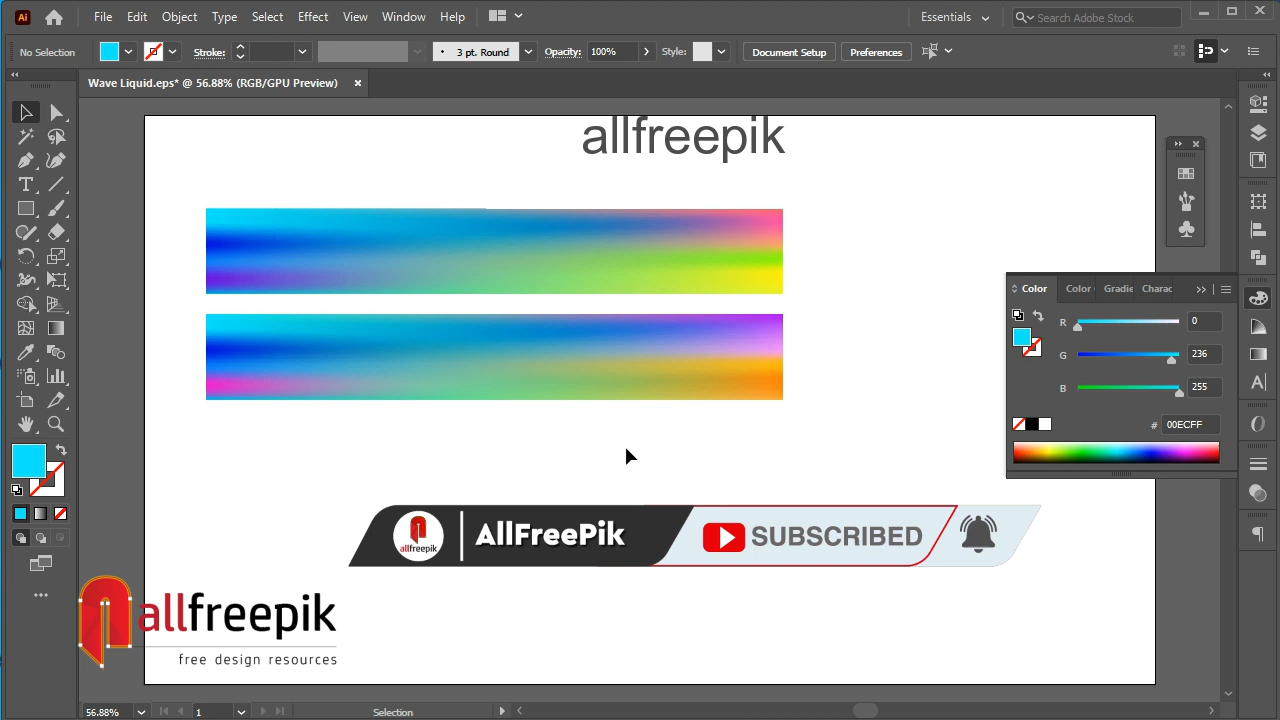 Ai File Edit Object Type Select Effect View Window Help Essentials Search Adobe Stock
No Selection Stroke: 3 pt. Round Opacity: 100% Style: Document Setup Preferences
Wave Liquid.eps* @ 56.88% (RGB/GPU Preview)
allfreepik
Color Color Gradie Charac
R 0
G 236
B 255
# 00ECFF
allfreepik AllFreePik SUBSCRIBED
allfreepik
free design resources
56.88% 1 Selection